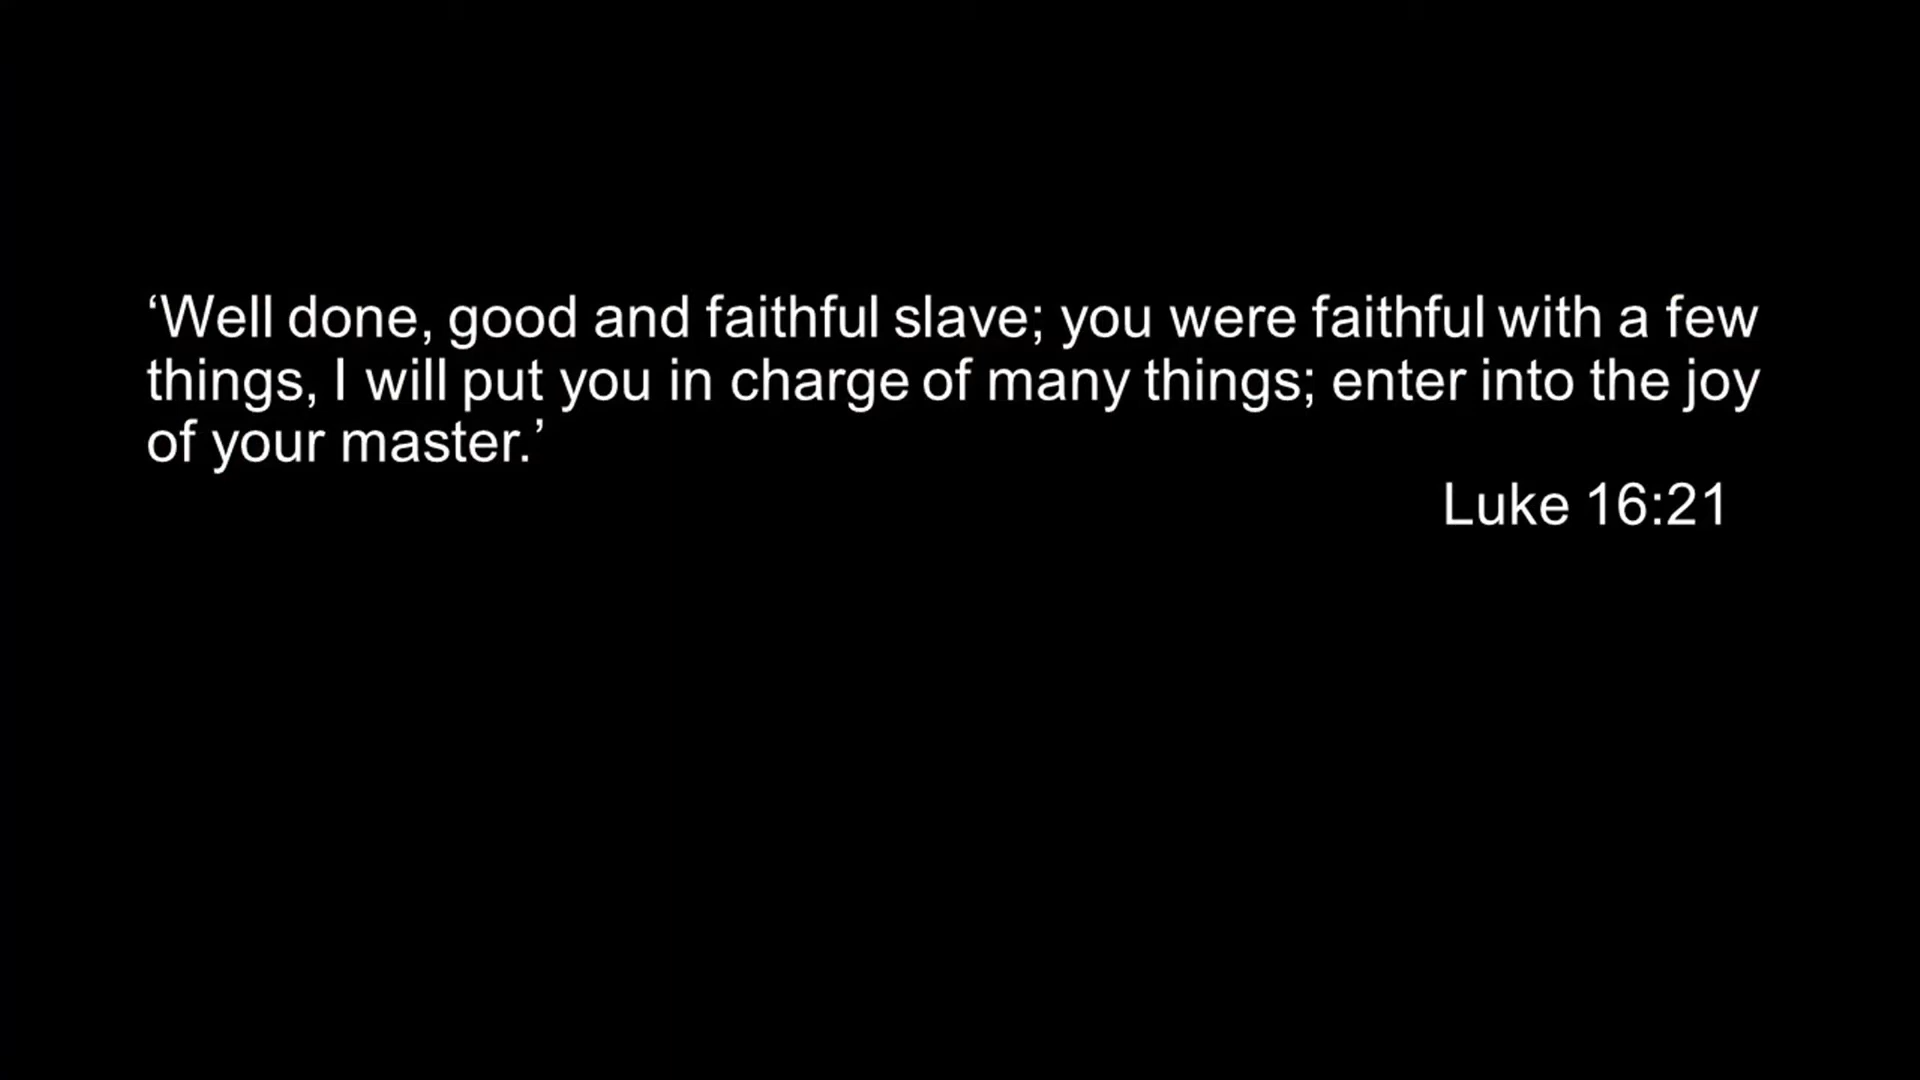 ‘Well done, good and faithful slave; you were faithful with a few
things, I will put you in charge of many things; enter into the joy
of your master.’
Luke 16:21